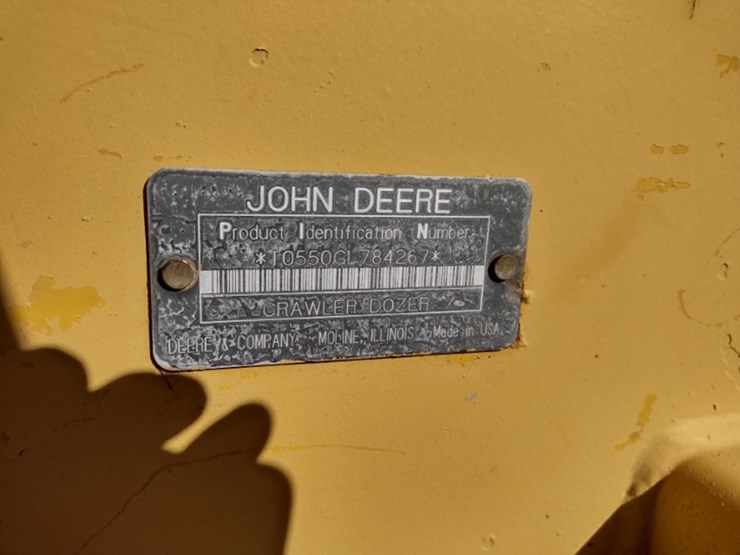 JOHN DEERE
Product Identification Number
*T0550GL784267*
CRAWLER DOZER
DEERE & COMPANY MOLINE, ILLINOIS Made in USA